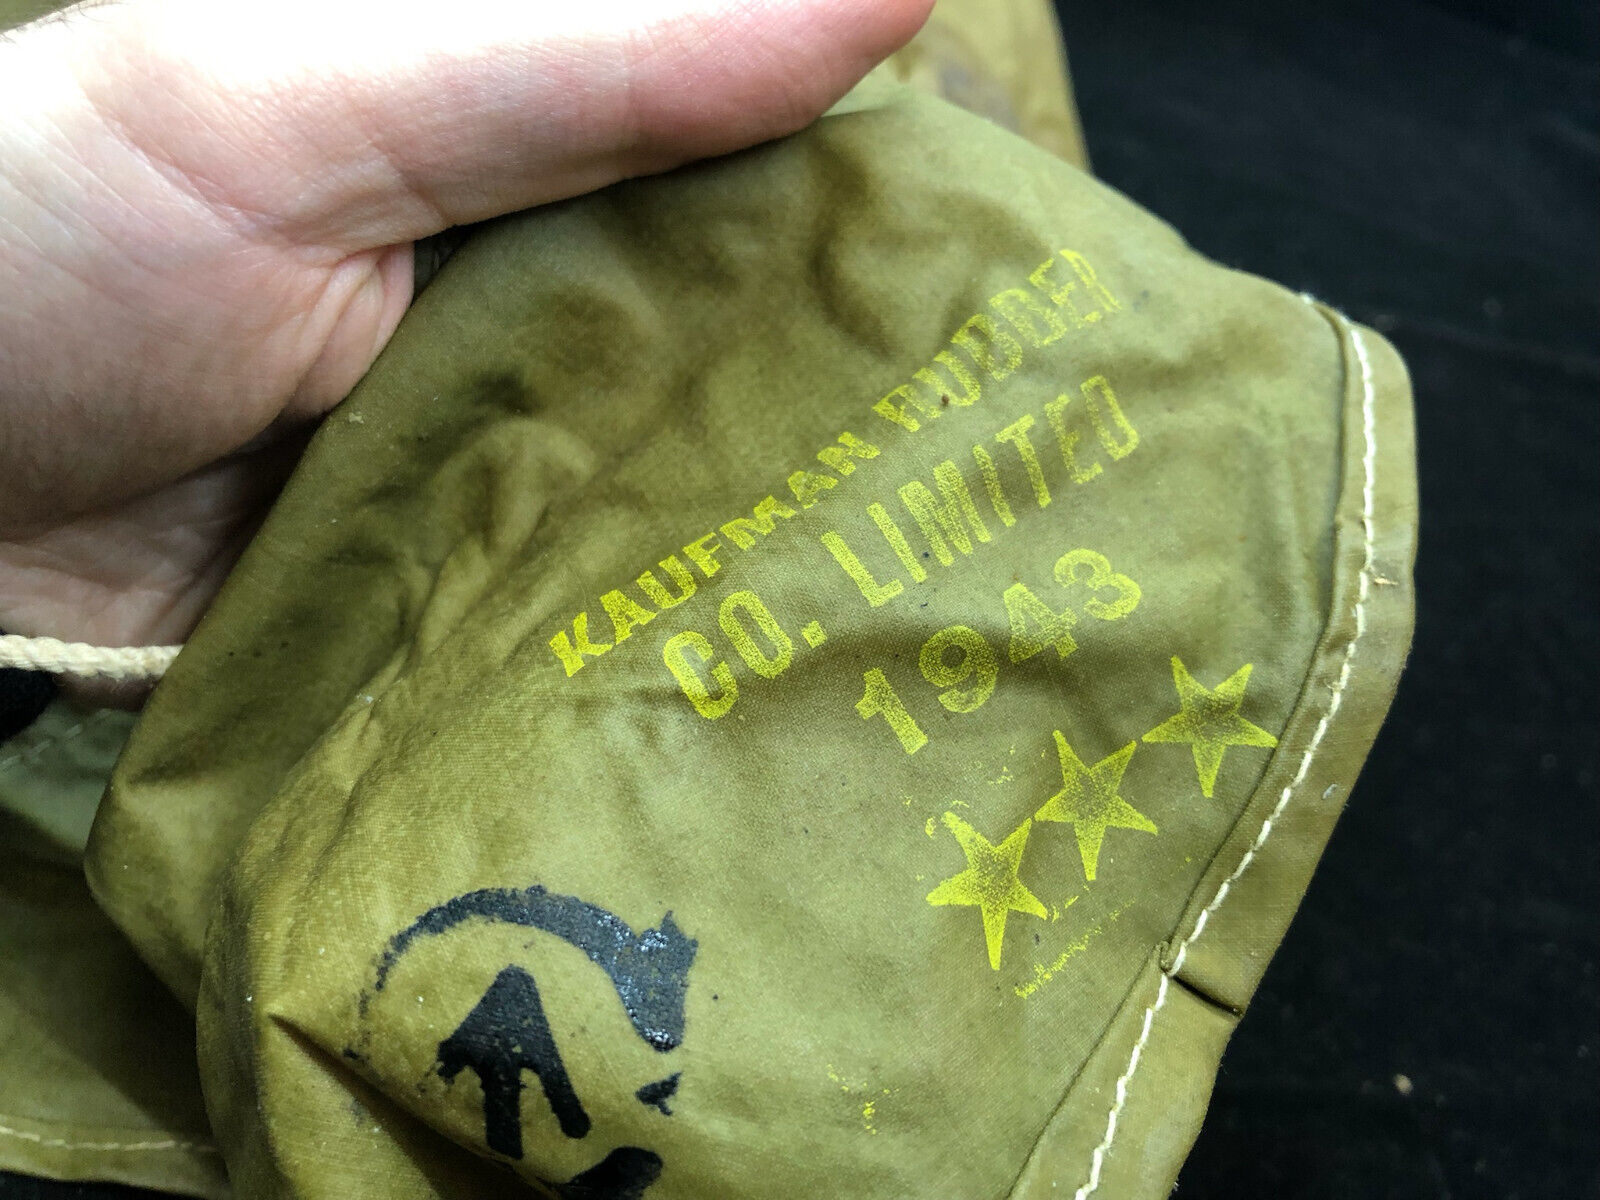 KAUFMAN RUBBER
CO. LIMITED
1943